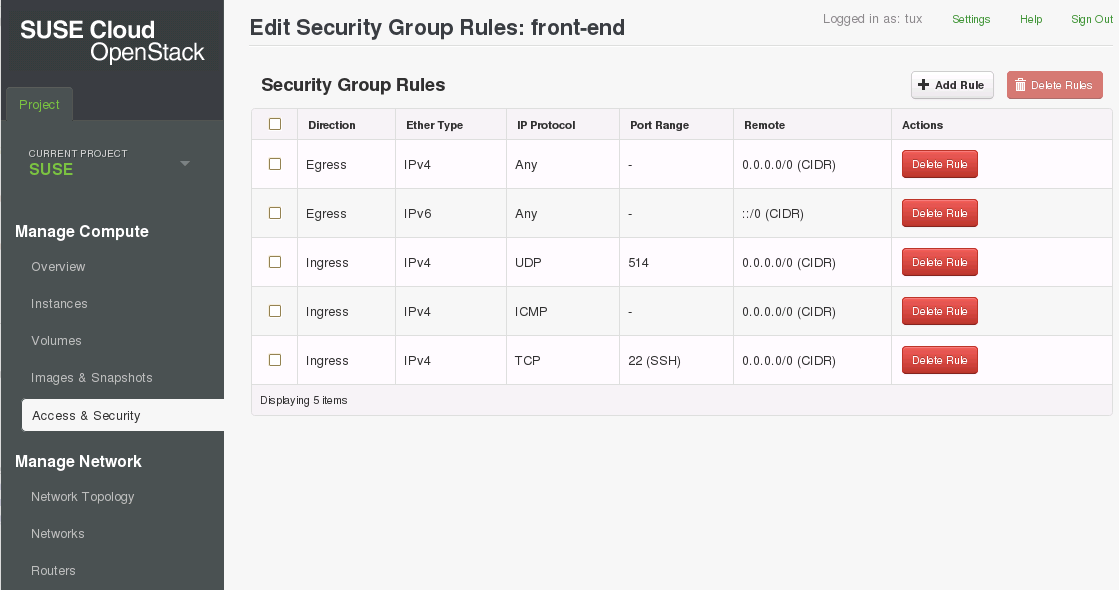 SUSE Cloud
OpenStack
Project
CURRENT PROJECT
SUSE
Manage Compute
Overview
Instances
Volumes
Images & Snapshots
Access & Security
Manage Network
Network Topology
Networks
Routers
Edit Security Group Rules: front-end
Logged in as: tux Settings Help Sign Out
Security Group Rules
Add Rule Delete Rules
Direction Ether Type IP Protocol Port Range Remote Actions
Egress IPv4 Any - 0.0.0.0/0 (CIDR) Delete Rule
Egress IPv6 Any - ::/0 (CIDR) Delete Rule
Ingress IPv4 UDP 514 0.0.0.0/0 (CIDR) Delete Rule
Ingress IPv4 ICMP - 0.0.0.0/0 (CIDR) Delete Rule
Ingress IPv4 TCP 22 (SSH) 0.0.0.0/0 (CIDR) Delete Rule
Displaying 5 items